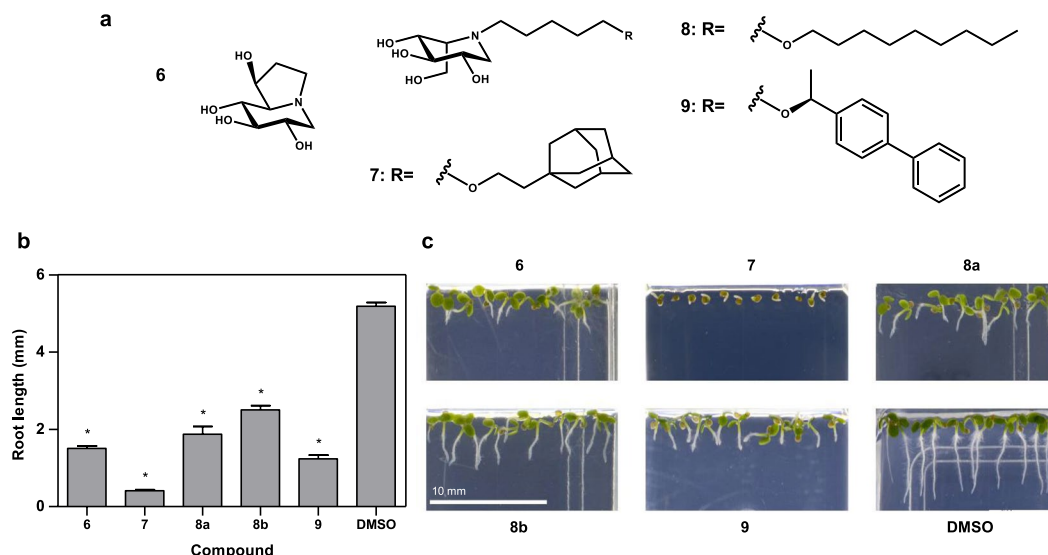 a
6
HO
N
HO
HO
OH
HO
N
R
HO
HO
OH
7: R=
O
8: R=
O
9: R=
O
b
Root length (mm)
6
4
2
0
*
*
*
*
*
6 7 8a 8b 9 DMSO
Compound
c
6 7 8a
10 mm
8b 9 DMSO